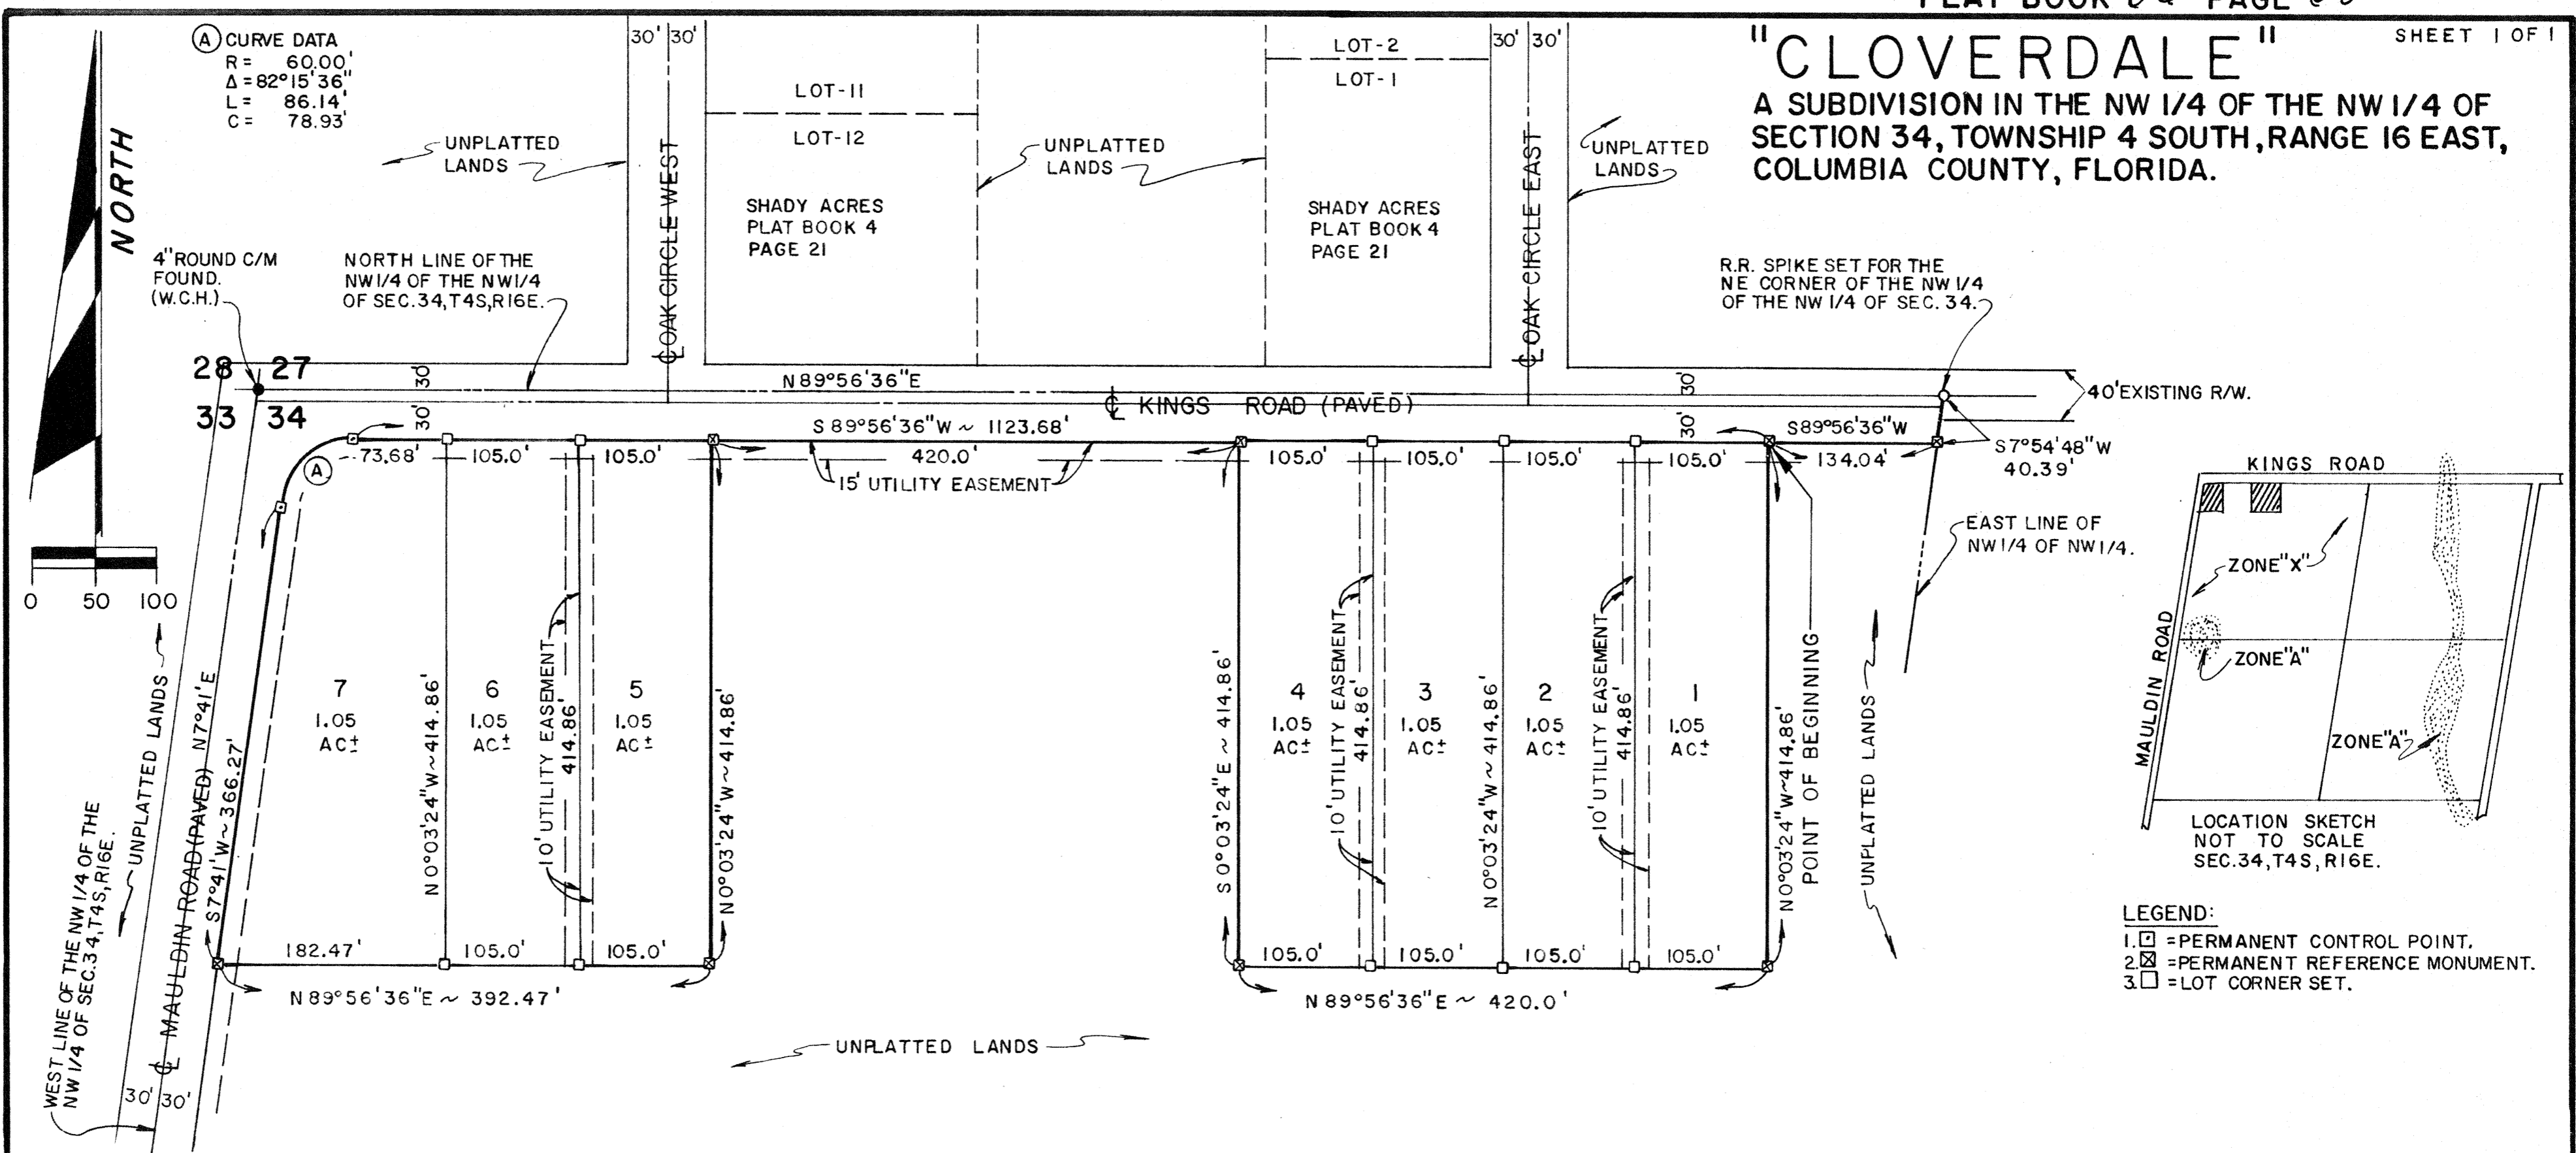 PLAT BOOK PAGE
SHEET 1 OF 1
"CLOVERDALE"
A SUBDIVISION IN THE NW 1/4 OF THE NW 1/4 OF
SECTION 34, TOWNSHIP 4 SOUTH, RANGE 16 EAST,
COLUMBIA COUNTY, FLORIDA.
A CURVE DATA
R= 60.00'
Δ=82°15'36"
L= 86.14'
C= 78.93'
NORTH
0 50 100
UNPLATTED
LANDS
30' 30'
OAK CIRCLE WEST
LOT-11
LOT-12
SHADY ACRES
PLAT BOOK 4
PAGE 21
UNPLATTED
LANDS
LOT-2
LOT-1
SHADY ACRES
PLAT BOOK 4
PAGE 21
30' 30'
OAK CIRCLE EAST
UNPLATTED
LANDS
4" ROUND C/M
FOUND.
(W.C.H.)
NORTH LINE OF THE
NW1/4 OF THE NW1/4
OF SEC.34,T4S,R16E.
R.R. SPIKE SET FOR THE
NE CORNER OF THE NW 1/4
OF THE NW 1/4 OF SEC. 34.
28 27
33 34
30'
30'
N89°56'36"E
℄ KINGS ROAD (PAVED)
30'
30'
40' EXISTING R/W.
S 89°56'36"W ~ 1123.68'
S89°56'36"W
S7°54'48"W
40.39'
A
73.68'
105.0'
105.0'
420.0'
105.0'
105.0'
105.0'
105.0'
134.04'
15' UTILITY EASEMENT
EAST LINE OF
NW1/4 OF NW1/4.
7
1.05
AC±
6
1.05
AC±
5
1.05
AC±
4
1.05
AC±
3
1.05
AC±
2
1.05
AC±
1
1.05
AC±
WEST LINE OF THE NW 1/4 OF THE
NW 1/4 OF SEC.34,T4S,R16E.
UNPLATTED LANDS
℄ MAULDIN ROAD (PAVED) N7°41'E
S7°41'W ~ 366.27'
N0°03'24"W ~ 414.86'
10' UTILITY EASEMENT
414.86'
N0°03'24"W ~ 414.86'
S0°03'24"E ~ 414.86'
10' UTILITY EASEMENT
414.86'
N0°03'24"W ~ 414.86'
10' UTILITY EASEMENT
414.86'
N0°03'24"W ~ 414.86'
POINT OF BEGINNING
UNPLATTED LANDS
182.47'
105.0'
105.0'
105.0'
105.0'
105.0'
105.0'
N 89°56'36"E ~ 392.47'
N 89°56'36"E ~ 420.0'
UNPLATTED LANDS
30' 30'
KINGS ROAD
MAULDIN ROAD
ZONE"X"
ZONE"A"
ZONE"A"
LOCATION SKETCH
NOT TO SCALE
SEC.34,T4S,R16E.
LEGEND:
1. =PERMANENT CONTROL POINT.
2. =PERMANENT REFERENCE MONUMENT.
3. =LOT CORNER SET.